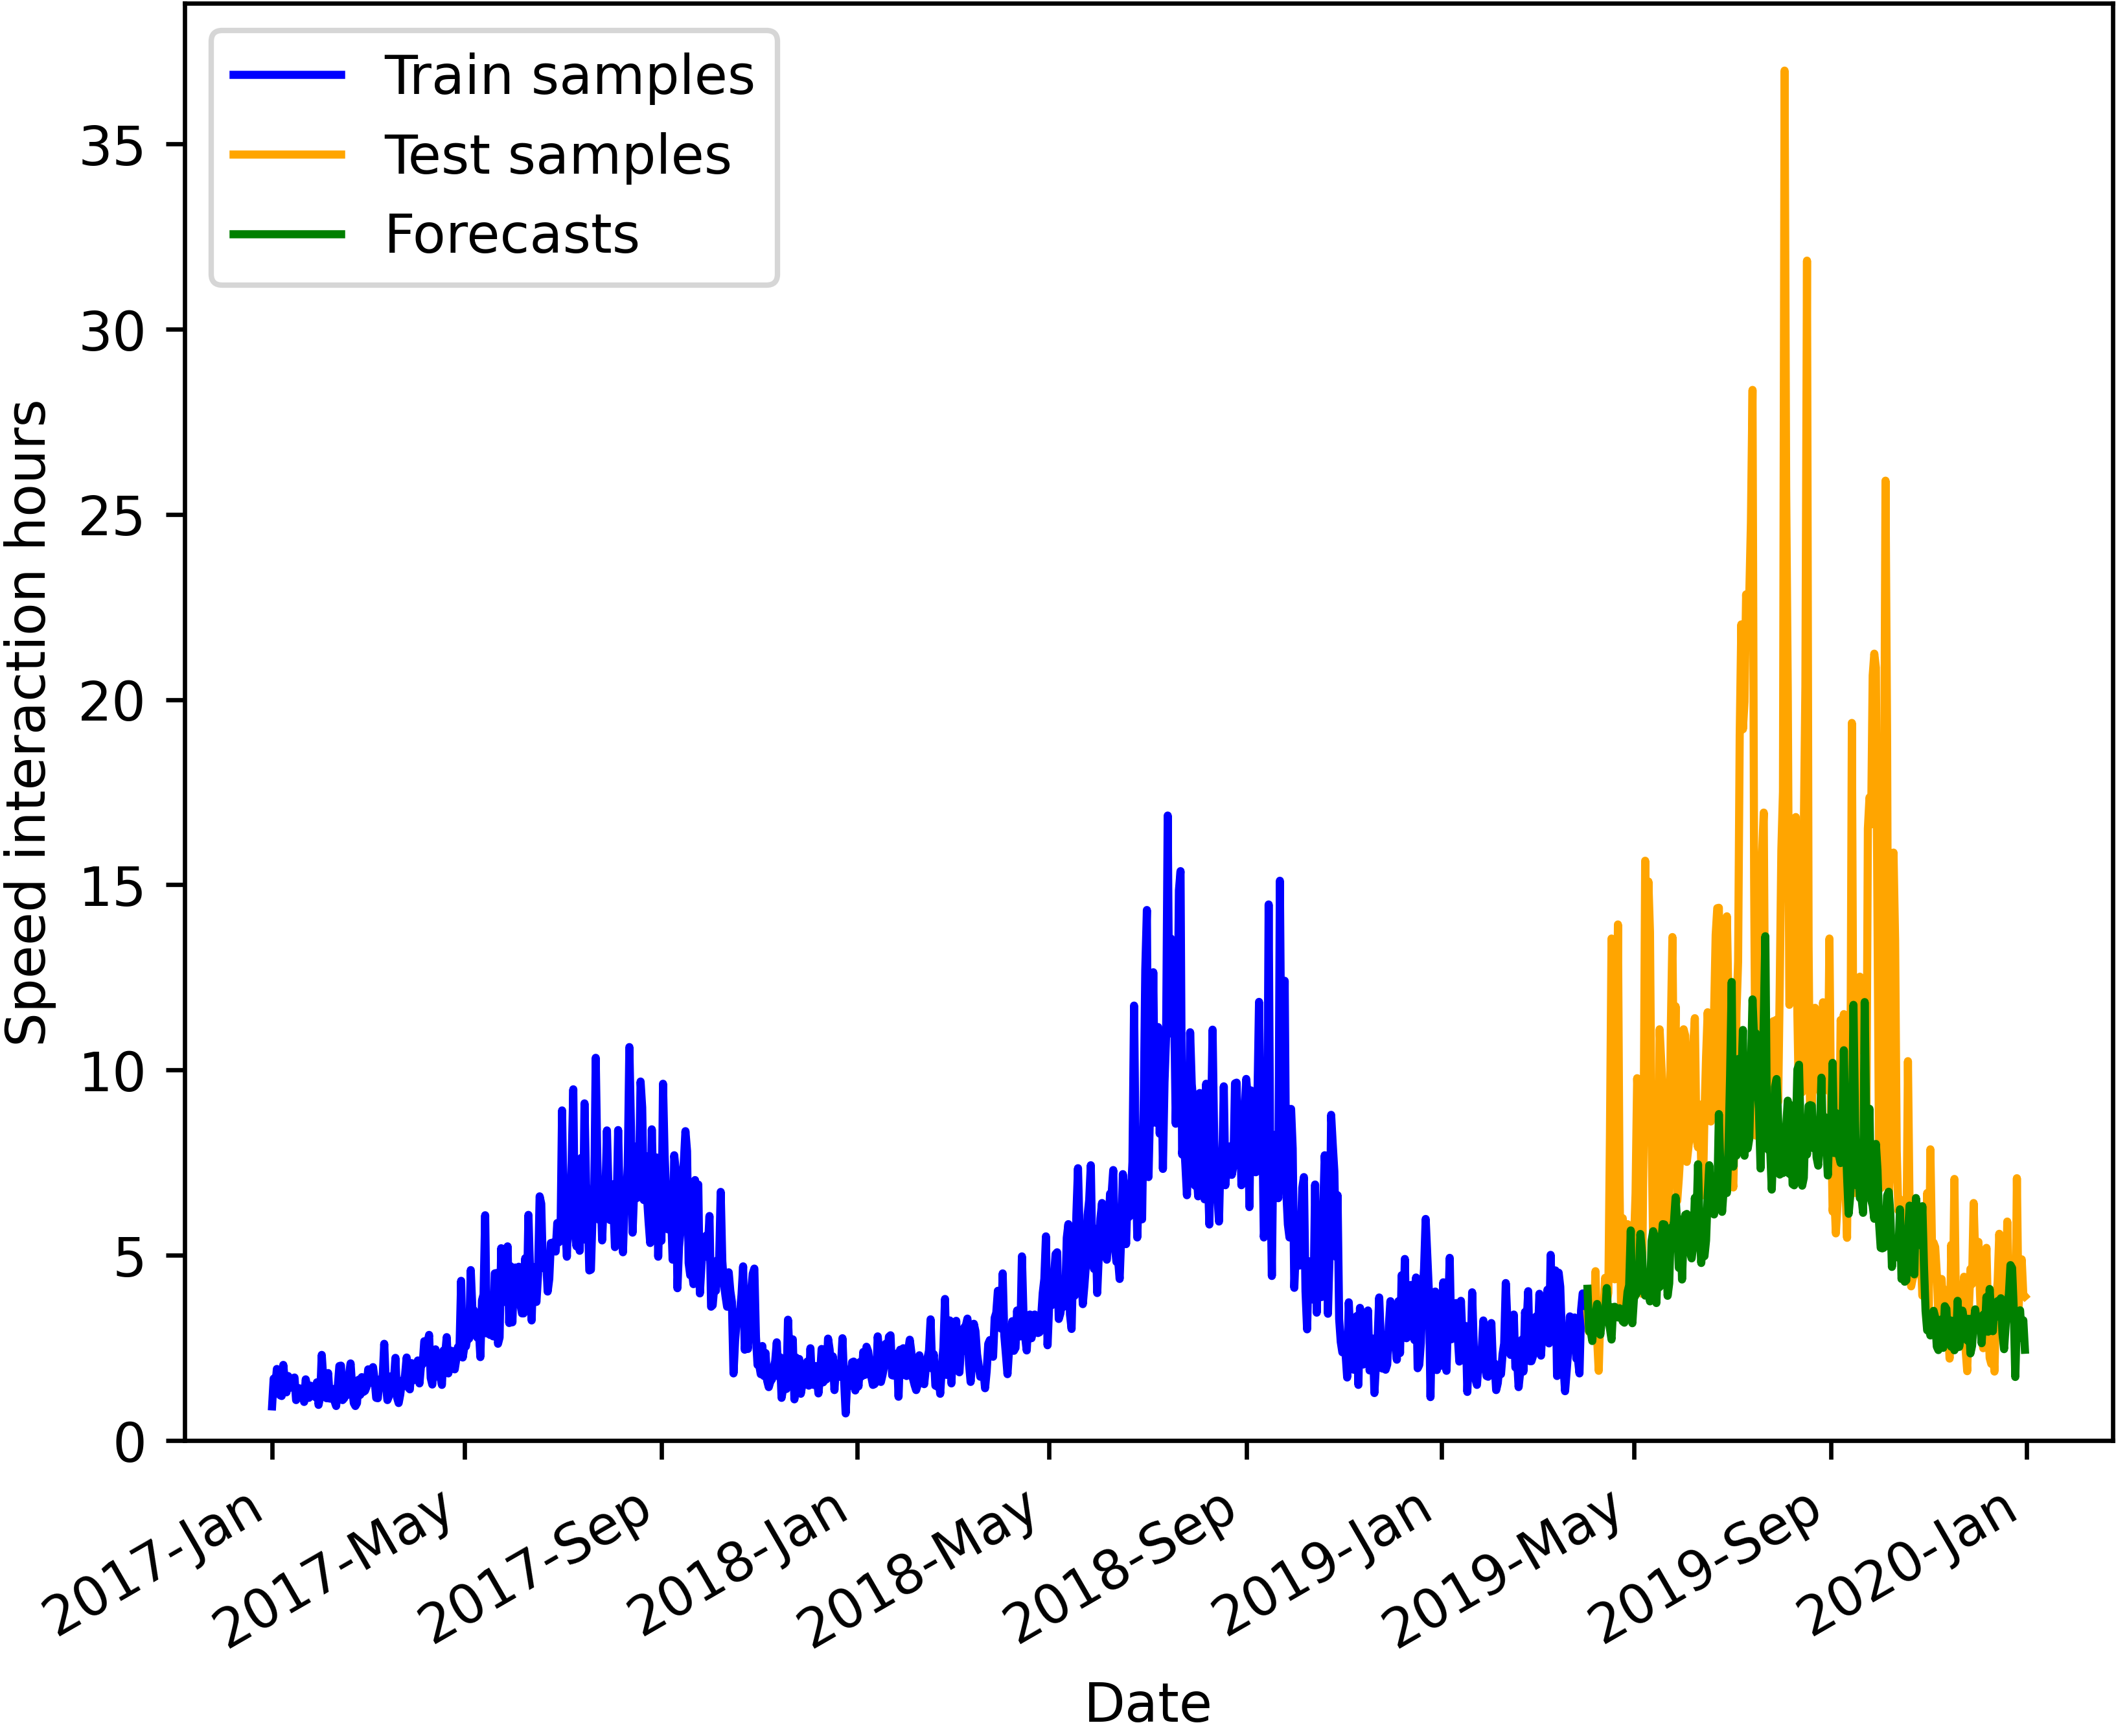 Train samples
Test samples
Forecasts
Speed interaction hours
35
30
25
20
15
10
5
0
2017-Jan
2017-May
2017-Sep
2018-Jan
2018-May
2018-Sep
2019-Jan
2019-May
2019-Sep
2020-Jan
Date